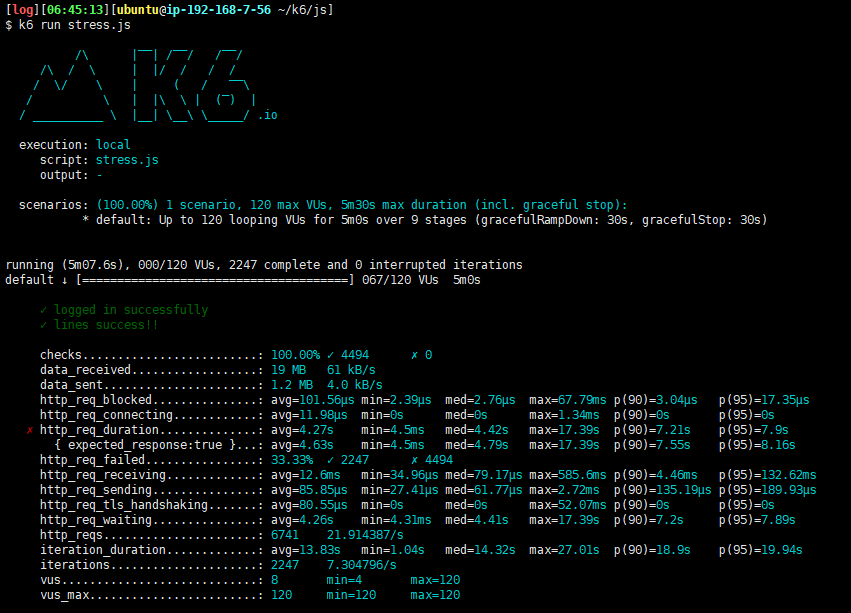 [log][06:45:13][ubuntu@ip-192-168-7-56 ~/k6/js]
$ k6 run stress.js
          /\      |‾‾| /‾‾/   /‾‾/
     /\  /  \     |  |/  /   /  /
    /  \/    \    |     (   /   ‾‾\
   /          \   |  |\  \ |  (‾)  |
  / __________ \  |__| \__\ \_____/ .io
execution: local
script: stress.js
output: -
scenarios: (100.00%) 1 scenario, 120 max VUs, 5m30s max duration (incl. graceful stop):
* default: Up to 120 looping VUs for 5m0s over 9 stages (gracefulRampDown: 30s, gracefulStop: 30s)
running (5m07.6s), 000/120 VUs, 2247 complete and 0 interrupted iterations
default ↓ [======================================] 067/120 VUs  5m0s
✓ logged in successfully
✓ lines success!!
checks.........................: 100.00% ✓ 4494      ✗ 0
data_received..................: 19 MB   61 kB/s
data_sent......................: 1.2 MB  4.0 kB/s
http_req_blocked...............: avg=101.56µs min=2.39µs  med=2.76µs  max=67.79ms p(90)=3.04µs   p(95)=17.35µs
http_req_connecting............: avg=11.98µs  min=0s      med=0s      max=1.34ms  p(90)=0s       p(95)=0s
✗ http_req_duration..............: avg=4.27s    min=4.5ms   med=4.42s   max=17.39s  p(90)=7.21s    p(95)=7.9s
{ expected_response:true }...: avg=4.63s    min=4.5ms   med=4.79s   max=17.39s  p(90)=7.55s    p(95)=8.16s
http_req_failed................: 33.33%  ✓ 2247      ✗ 4494
http_req_receiving.............: avg=12.6ms   min=34.96µs med=79.17µs max=585.6ms p(90)=4.46ms   p(95)=132.62ms
http_req_sending...............: avg=85.85µs  min=27.41µs med=61.77µs max=2.72ms  p(90)=135.19µs p(95)=189.93µs
http_req_tls_handshaking.......: avg=80.55µs  min=0s      med=0s      max=52.07ms p(90)=0s       p(95)=0s
http_req_waiting...............: avg=4.26s    min=4.31ms  med=4.41s   max=17.39s  p(90)=7.2s     p(95)=7.89s
http_reqs......................: 6741    21.914387/s
iteration_duration.............: avg=13.83s   min=1.04s   med=14.32s  max=27.01s  p(90)=18.9s    p(95)=19.94s
iterations.....................: 2247    7.304796/s
vus............................: 8       min=4       max=120
vus_max........................: 120     min=120     max=120